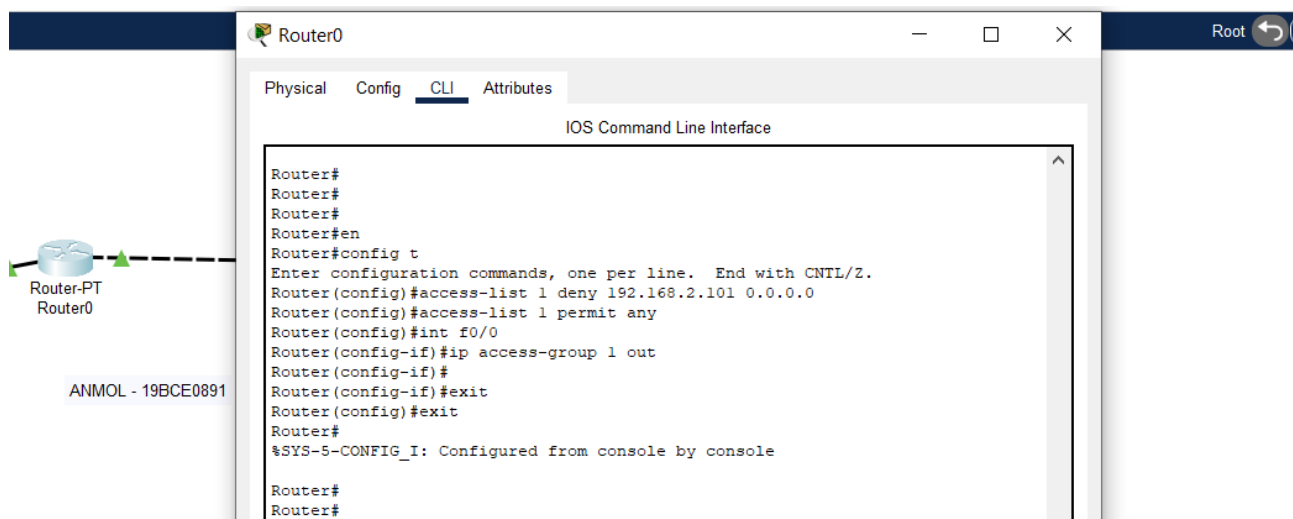 Router0
Root
Physical Config CLI Attributes
IOS Command Line Interface
Router#
Router#
Router#
Router#en
Router#config t
Enter configuration commands, one per line.  End with CNTL/Z.
Router(config)#access-list 1 deny 192.168.2.101 0.0.0.0
Router(config)#access-list 1 permit any
Router(config)#int f0/0
Router(config-if)#ip access-group 1 out
Router(config-if)#
Router(config-if)#exit
Router(config)#exit
Router#
%SYS-5-CONFIG_I: Configured from console by console
Router#
Router#
Router-PT
Router0
ANMOL - 19BCE0891